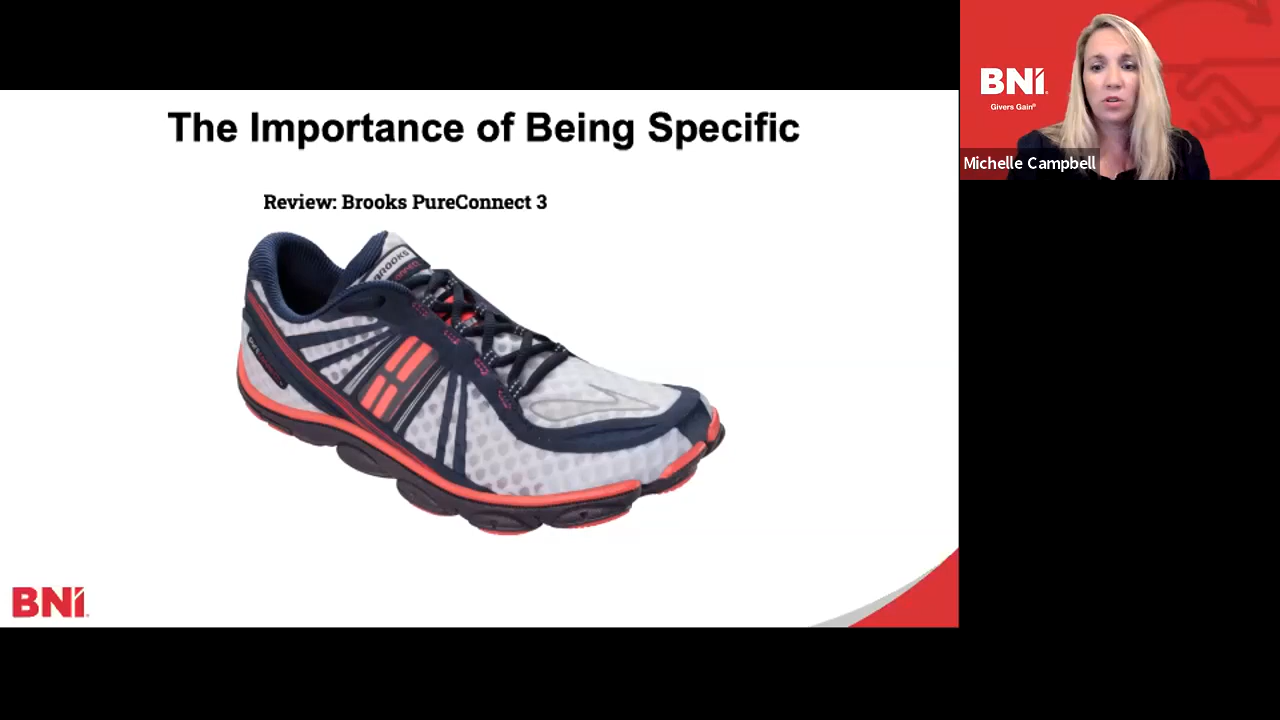 The Importance of Being Specific
Review: Brooks PureConnect 3
BROOKS
BNI
BNI
Givers Gain®
Michelle Campbell